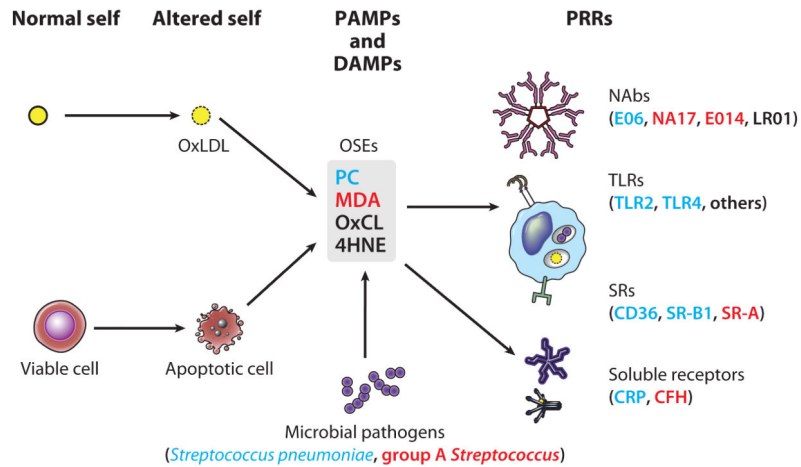 Normal self
Altered self
PAMPs
and
DAMPs
PRRs
OxLDL
OSEs
PC
MDA
OxCL
4HNE
NAbs
(E06, NA17, E014, LR01)
TLRs
(TLR2, TLR4, others)
SRs
(CD36, SR-B1, SR-A)
Viable cell
Apoptotic cell
Soluble receptors
(CRP, CFH)
Microbial pathogens
(Streptococcus pneumoniae, group A Streptococcus)